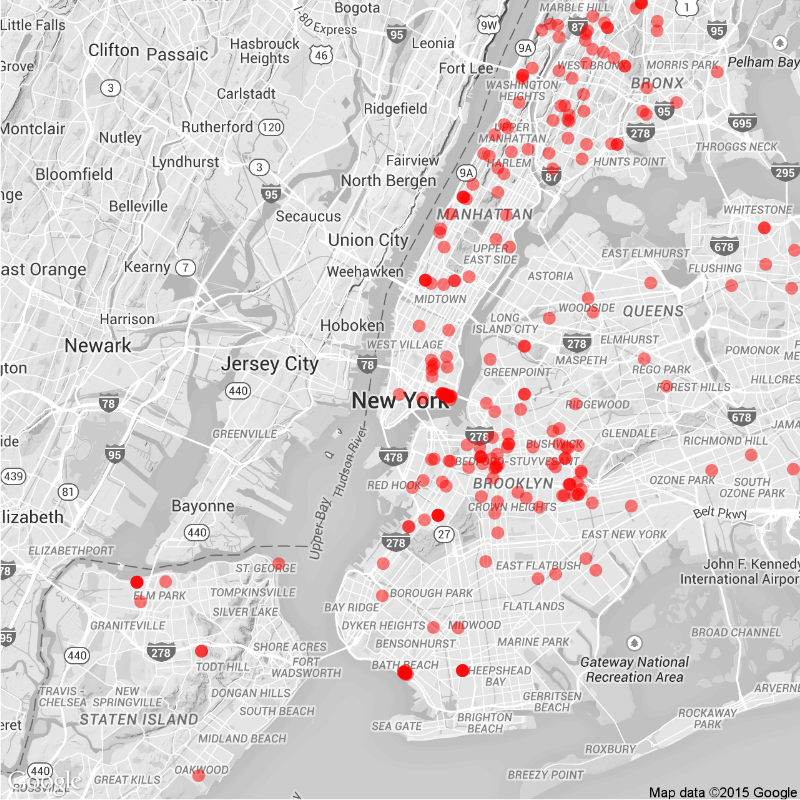 Bogota
MARBLE HILL
Little Falls
I-80 Express
95
9W
87
1
95
Clifton
Passaic
Hasbrouck
Heights
46
Leonia
9A
Fort Lee
WEST BRONX
MORRIS PARK
Pelham Bay
Grove
WASHINGTON
HEIGHTS
BRONX
3
Carlstadt
Ridgefield
95
Montclair
Nutley
Rutherford
120
UPPER
MANHATTAN
278
695
Lyndhurst
3
Fairview
HARLEM
HUNTS POINT
THROGGS NECK
Bloomfield
North Bergen
9A
87
295
nge
95
Belleville
Secaucus
MANHATTAN
WHITESTONE
Union City
678
UPPER
EAST SIDE
EAST ELMHURST
ast Orange
Kearny
7
Weehawken
ASTORIA
FLUSHING
MIDTOWN
Harrison
Hoboken
LONG
ISLAND CITY
WOODSIDE
QUEENS
Newark
WEST VILLAGE
278
ELMHURST
Jersey City
78
MASPETH
POMONOK
gton
GREENPOINT
REGO PARK
HILLCRES
440
FOREST HILLS
78
New York
RIDGEWOOD
678
JAMA
GREENVILLE
GLENDALE
ide
95
Hudson River
278
BUSHWICK
RICHMOND HILL
478
BEDFORD-STUYVESANT
439
RED HOOK
BROOKLYN
OZONE PARK
SOUTH
OZONE PARK
81
Bayonne
CROWN HEIGHTS
Belt Pkwy
lizabeth
Upper Bay
440
27
EAST NEW YORK
278
ELIZABETHPORT
78
ST. GEORGE
EAST FLATBUSH
John F. Kennedy
International Airpor
ELM PARK
TOMPKINSVILLE
BOROUGH PARK
SILVER LAKE
BAY RIDGE
FLATLANDS
GRANITEVILLE
DYKER HEIGHTS
MIDWOOD
BROAD CHANNEL
95
278
SHORE ACRES
BENSONHURST
MARINE PARK
440
TODT HILL
FORT
WADSWORTH
BATH BEACH
SHEEPSHEAD
BAY
Gateway National
Recreation Area
TRAVIS -
CHELSEA
NEW
SPRINGVILLE
DONGAN HILLS
GERRITSEN
BEACH
ARVERNE
SOUTH BEACH
BRIGHTON
BEACH
ROCKAWAY
PARK
eret
STATEN ISLAND
SEA GATE
MIDLAND BEACH
ROXBURY
440
OAKWOOD
GREAT KILLS
BREEZY POINT
Google
ROSSVILLE
Map data ©2015 Google